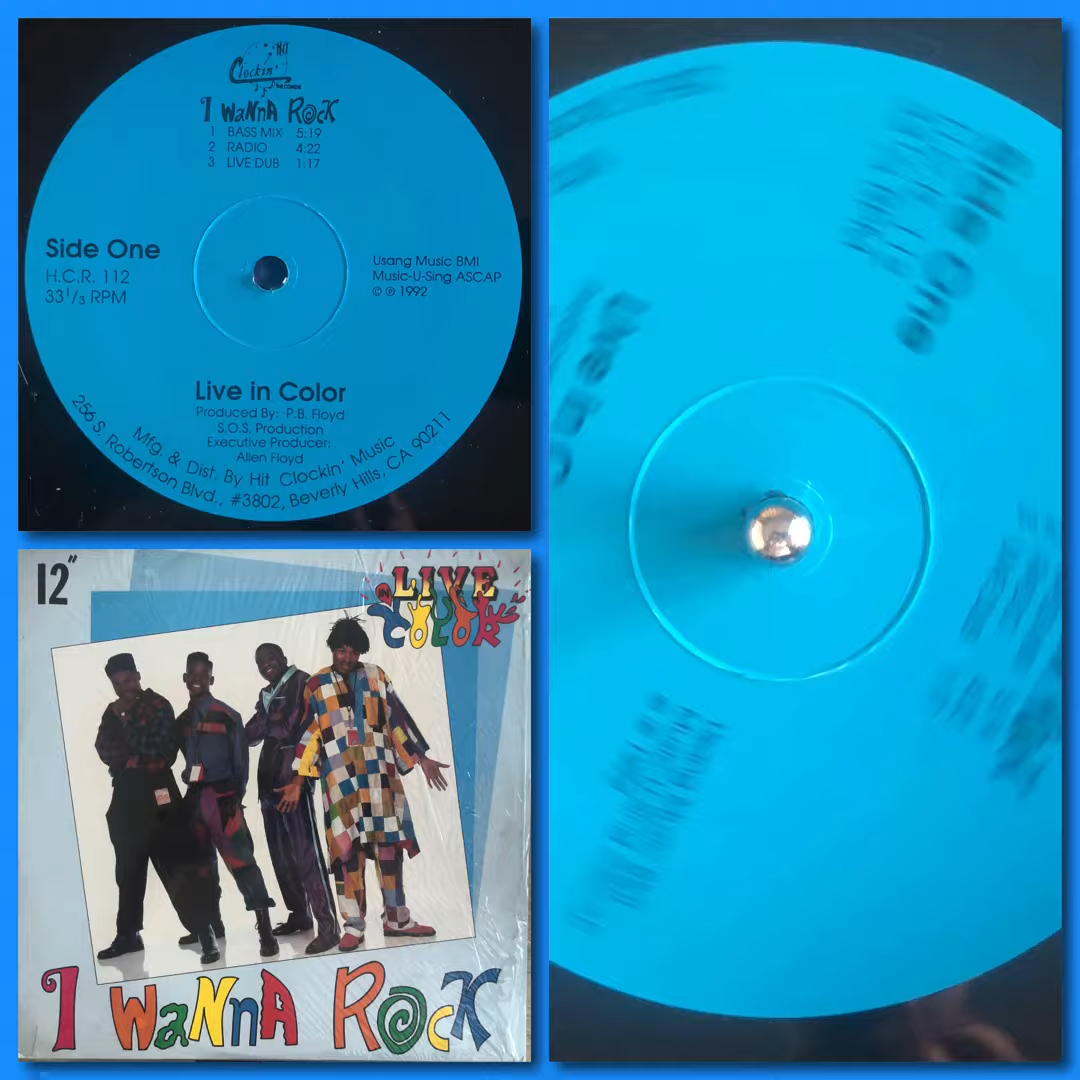 Hit
Clockin'
RECORDS
I WaNnA RocK
1 BASS MIX 5:19
2 RADIO 4:22
3 LIVE DUB 1:17
Side One
H.C.R. 112
33 1/3 RPM
Usang Music BMI
Music-U-Sing ASCAP
© ℗ 1992
Live in Color
Produced By: P.B. Floyd
S.O.S. Production
Executive Producer:
Allen Floyd
Mfg. & Dist. By Hit Clockin' Music
256 S. Robertson Blvd., #3802, Beverly Hills, CA 90211
12"
LIVE
IN
COLOR
I WaNnA RocK
Side One